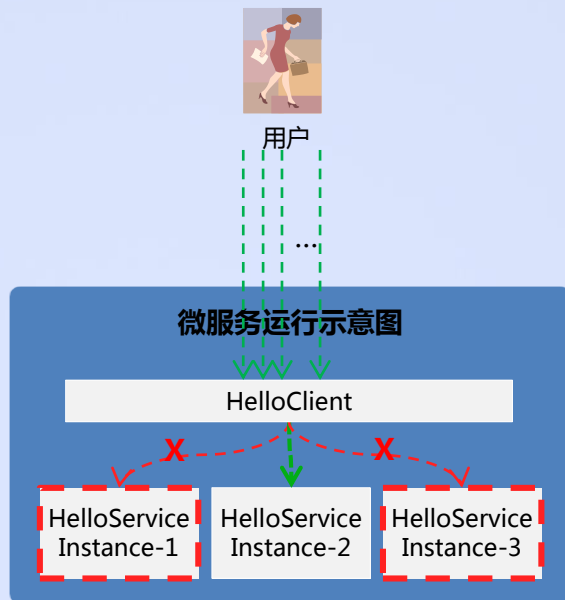 用户
...
微服务运行示意图
HelloClient
X
X
HelloService
Instance-1
HelloService
Instance-2
HelloService
Instance-3